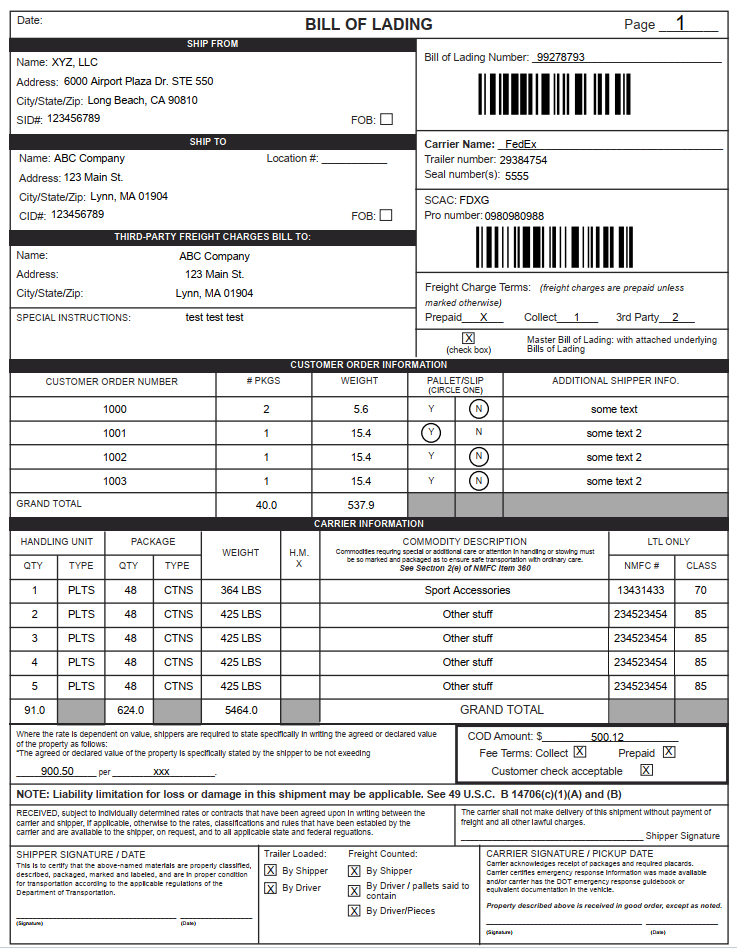 Date:
BILL OF LADING
Page 1
SHIP FROM
Name: XYZ, LLC
Address: 6000 Airport Plaza Dr. STE 550
City/State/Zip: Long Beach, CA 90810
SID#: 123456789 FOB:
Bill of Lading Number: 99278793
SHIP TO
Name: ABC Company Location #:
Address: 123 Main St.
City/State/Zip: Lynn, MA 01904
CID#: 123456789 FOB:
Carrier Name: FedEx
Trailer number: 29384754
Seal number(s): 5555
SCAC: FDXG
Pro number: 0980980988
THIRD-PARTY FREIGHT CHARGES BILL TO:
Name: ABC Company
Address: 123 Main St.
City/State/Zip: Lynn, MA 01904
SPECIAL INSTRUCTIONS: test test test
Freight Charge Terms: (freight charges are prepaid unless
marked otherwise)
Prepaid X Collect 1 3rd Party 2
X
(check box)
Master Bill of Lading: with attached underlying
Bills of Lading
CUSTOMER ORDER INFORMATION
CUSTOMER ORDER NUMBER # PKGS WEIGHT PALLET/SLIP ADDITIONAL SHIPPER INFO.
(CIRCLE ONE)
1000 2 5.6 Y N some text
1001 1 15.4 Y N some text 2
1002 1 15.4 Y N some text 2
1003 1 15.4 Y N some text 2
GRAND TOTAL 40.0 537.9
CARRIER INFORMATION
HANDLING UNIT PACKAGE WEIGHT H.M. X COMMODITY DESCRIPTION LTL ONLY
Commodities requring special or additional care or attention in handling or stowing must
be so marked and packaged as to ensure safe transportation with ordinary care.
See Section 2(e) of NMFC Item 360
QTY TYPE QTY TYPE NMFC # CLASS
1 PLTS 48 CTNS 364 LBS Sport Accessories 13431433 70
2 PLTS 48 CTNS 425 LBS Other stuff 234523454 85
3 PLTS 48 CTNS 425 LBS Other stuff 234523454 85
4 PLTS 48 CTNS 425 LBS Other stuff 234523454 85
5 PLTS 48 CTNS 425 LBS Other stuff 234523454 85
91.0 624.0 5464.0 GRAND TOTAL
Where the rate is dependent on value, shippers are required to state specifically in writing the agreed or declared value
of the property as follows:
"The agreed or declared value of the property is specifically stated by the shipper to be not exceeding
900.50 per xxx .
COD Amount: $ 500.12
Fee Terms: Collect X Prepaid X
Customer check acceptable X
NOTE: Liability limitation for loss or damage in this shipment may be applicable. See 49 U.S.C. B 14706(c)(1)(A) and (B)
RECEIVED, subject to individually determined rates or contracts that have been agreed upon in writing between the
carrier and shipper, if applicable, otherwise to the rates, classifications and rules that have been establed by the
carrier and are available to the shipper, on request, and to all applicable state and federal regulations.
The carrier shall not make delivery of this shipment without payment of
freight and all other lawful charges.
Shipper Signature
SHIPPER SIGNATURE / DATE
This is to certify that the above-named materials are properly classified,
described, packaged, marked and labeled, and are in proper condition
for transportation according to the applicable regulations of the
Department of Transportation.
(Signature) (Date)
Trailer Loaded:
X By Shipper
X By Driver
Freight Counted:
X By Shipper
X By Driver / pallets said to
contain
X By Driver/Pieces
CARRIER SIGNATURE / PICKUP DATE
Carrier acknowledges receipt of packages and required placards.
Carrier certifies emergency response information was made available
and/or carrier has the DOT emergency response guidebook or
equivalent documentation in the vehicle.
Property described above is received in good order, except as noted.
(Signature) (Date)